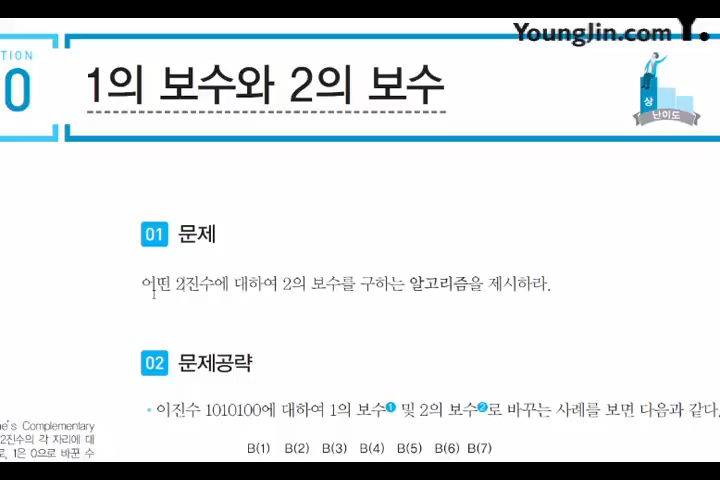 YoungJin.com Y.
TION
0
1의 보수와 2의 보수
상
난이도
01 문제
어떤 2진수에 대하여 2의 보수를 구하는 알고리즘을 제시하라.
02 문제공략
• 이진수 1010100에 대하여 1의 보수❶ 및 2의 보수❷로 바꾸는 사례를 보면 다음과 같다.
ne's Complementary
2진수의 각 자리에 대
로, 1은 0으로 바꾼 수
B(1) B(2) B(3) B(4) B(5) B(6) B(7)